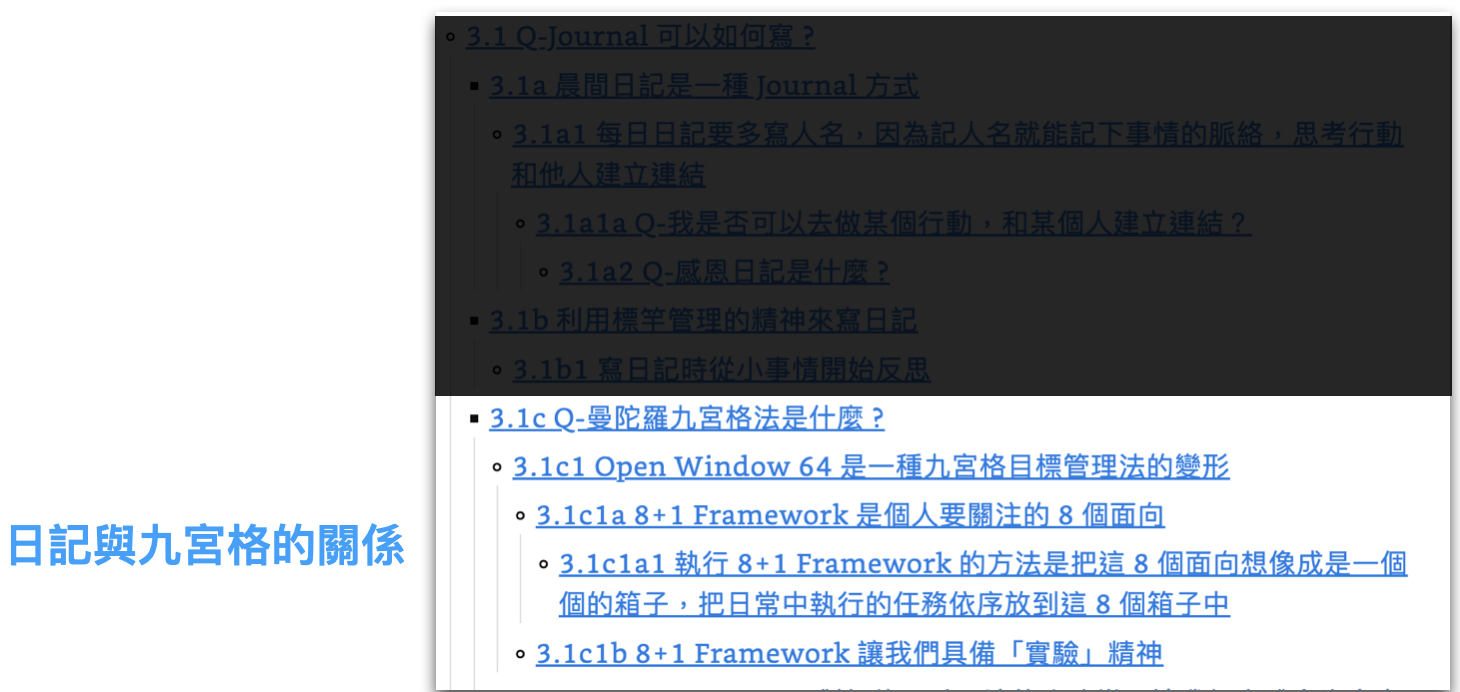 3.1 Q-Journal 可以如何寫？
3.1a 晨間日記是一種 Journal 方式
3.1a1 每日日記要多寫人名，因為記人名就能記下事情的脈絡，思考行動
和他人建立連結
3.1a1a Q-我是否可以去做某個行動，和某個人建立連結？
3.1a2 Q-感恩日記是什麼？
3.1b 利用標竿管理的精神來寫日記
3.1b1 寫日記時從小事情開始反思
3.1c Q-曼陀羅九宮格法是什麼？
3.1c1 Open Window 64 是一種九宮格目標管理法的變形
3.1c1a 8+1 Framework 是個人要關注的 8 個面向
日記與九宮格的關係
3.1c1a1 執行 8+1 Framework 的方法是把這 8 個面向想像成是一個
個的箱子，把日常中執行的任務依序放到這 8 個箱子中
3.1c1b 8+1 Framework 讓我們具備「實驗」精神